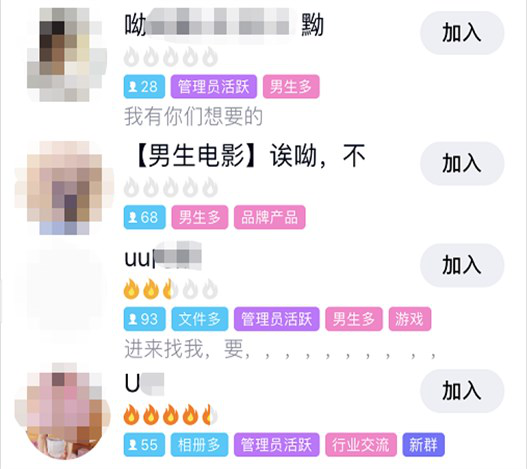 呦 黝
加入
28 管理员活跃 男生多
我有你们想要的
【男生电影】诶呦，不
加入
68 男生多 品牌产品
uu
加入
93 文件多 管理员活跃 男生多 游戏
进来找我，要，，，，，，，，，
U
加入
55 相册多 管理员活跃 行业交流 新群